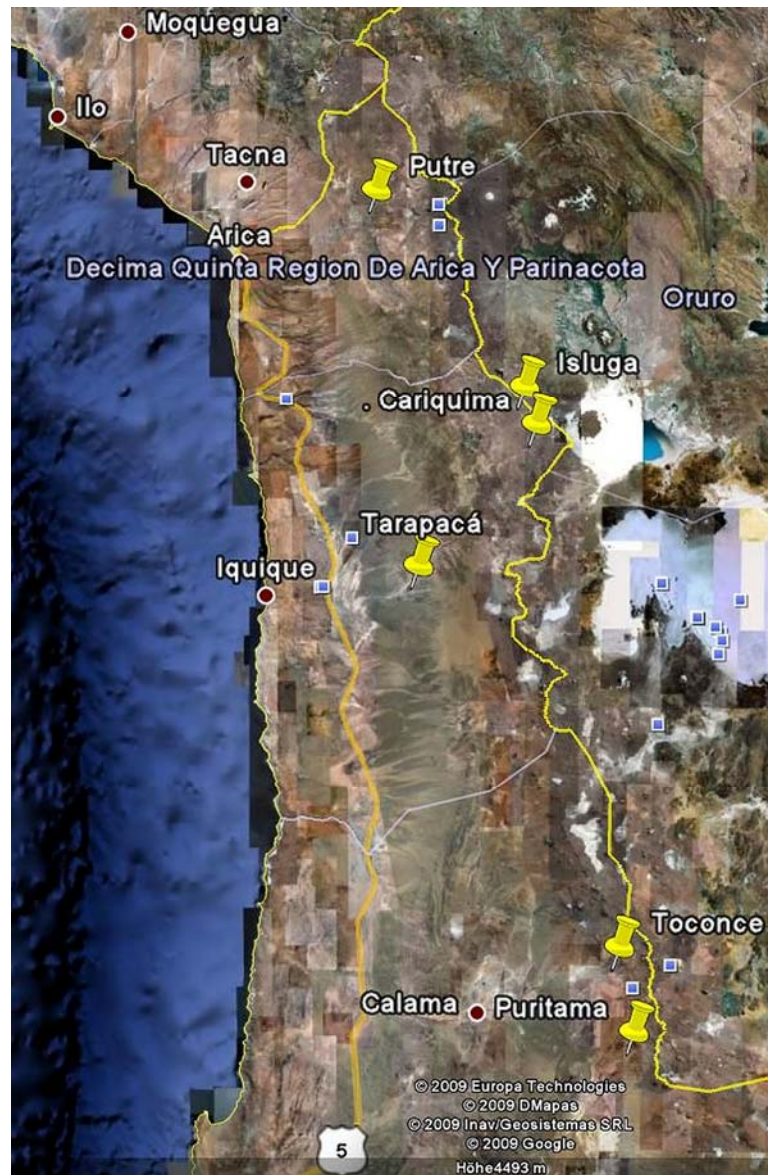 Moquegua
Ilo
Tacna
Putre
Arica
Decima Quinta Region De Arica Y Parinacota
Oruro
Isluga
. Cariquima
Tarapacá
Iquique
Toconce
Calama
Puritama
© 2009 Europa Technologies
© 2009 DMapas
© 2009 Inav/Geosistemas SRL
© 2009 Google
5
Höhe4493 m